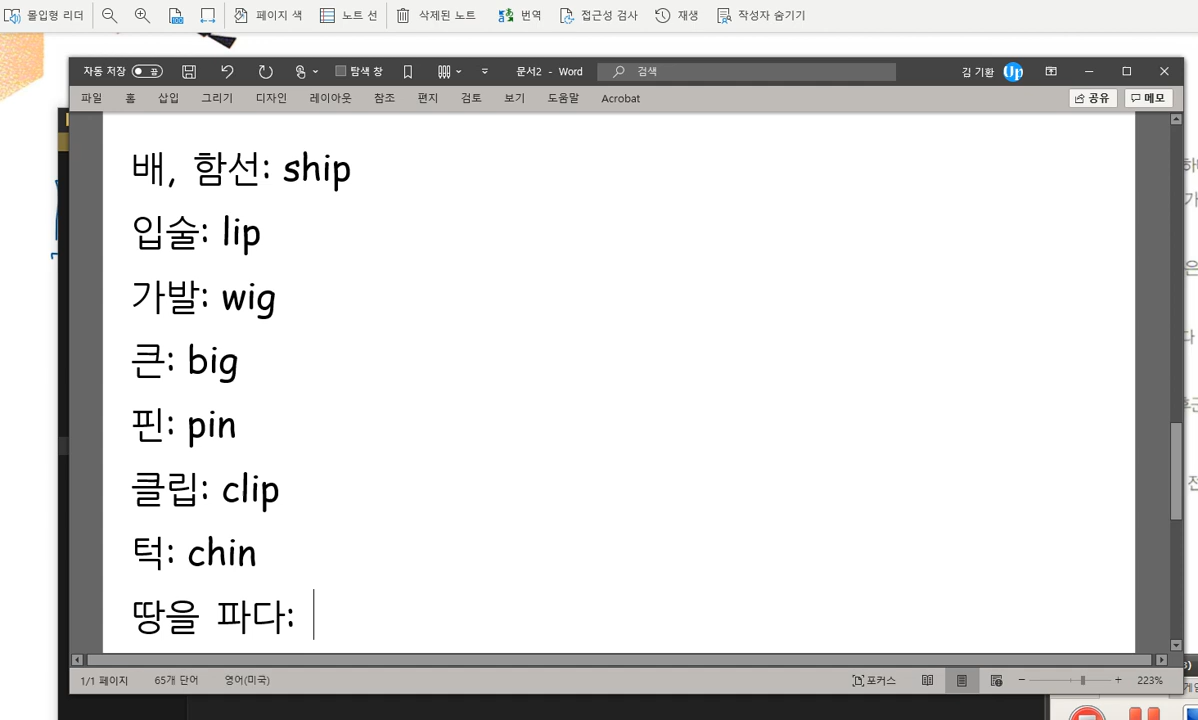 몰입형 리더 페이지 색 노트 선 삭제된 노트 번역 접근성 검사 재생 작성자 숨기기
자동 저장 끔 탐색 창 문서2 - Word 검색 김 기환 Up
파일 홈 삽입 그리기 디자인 레이아웃 참조 편지 검토 보기 도움말 Acrobat 공유 메모
배, 함선: ship
입술: lip
가발: wig
큰: big
핀: pin
클립: clip
턱: chin
땅을 파다:
1/1 페이지 65개 단어 영어(미국) 포커스 223%